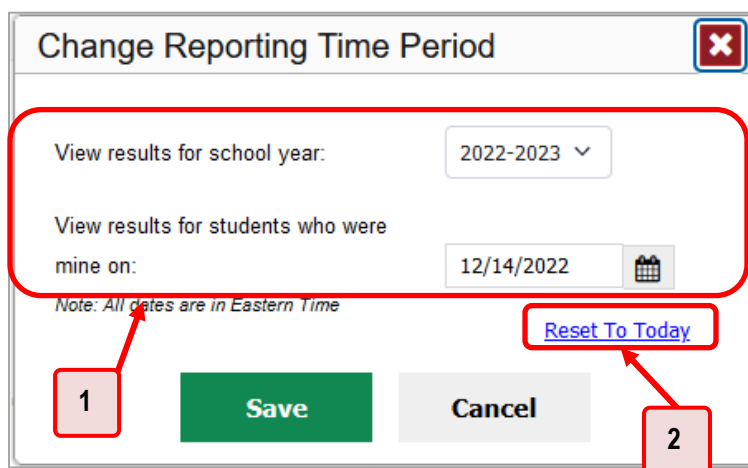 Change Reporting Time Period
View results for school year: 2022-2023
View results for students who were
mine on: 12/14/2022
Note: All dates are in Eastern Time
Reset To Today
1
Save Cancel
2